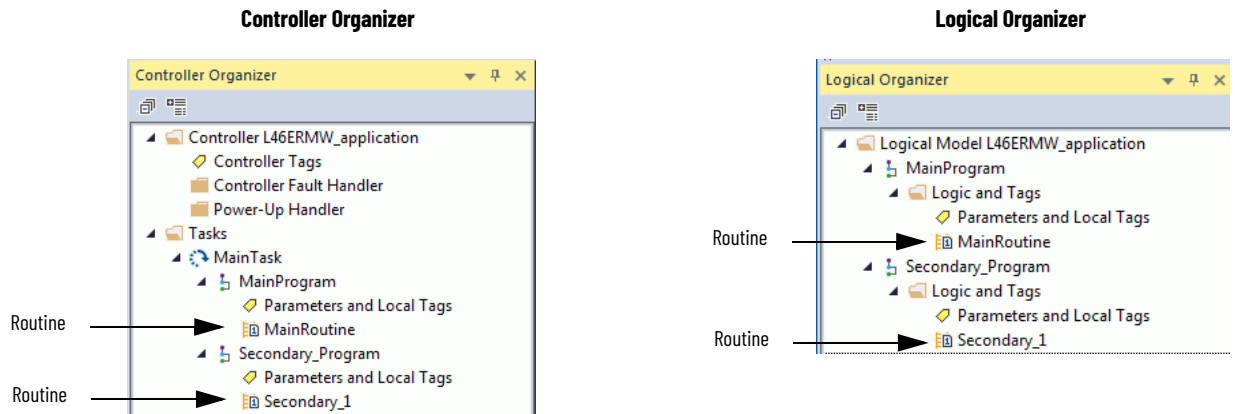 Controller Organizer
Controller Organizer
Controller L46ERMW_application
Controller Tags
Controller Fault Handler
Power-Up Handler
Tasks
MainTask
MainProgram
Parameters and Local Tags
Routine
MainRoutine
Secondary_Program
Parameters and Local Tags
Routine
Secondary_1
Logical Organizer
Logical Organizer
Logical Model L46ERMW_application
MainProgram
Logic and Tags
Parameters and Local Tags
Routine
MainRoutine
Secondary_Program
Logic and Tags
Parameters and Local Tags
Routine
Secondary_1